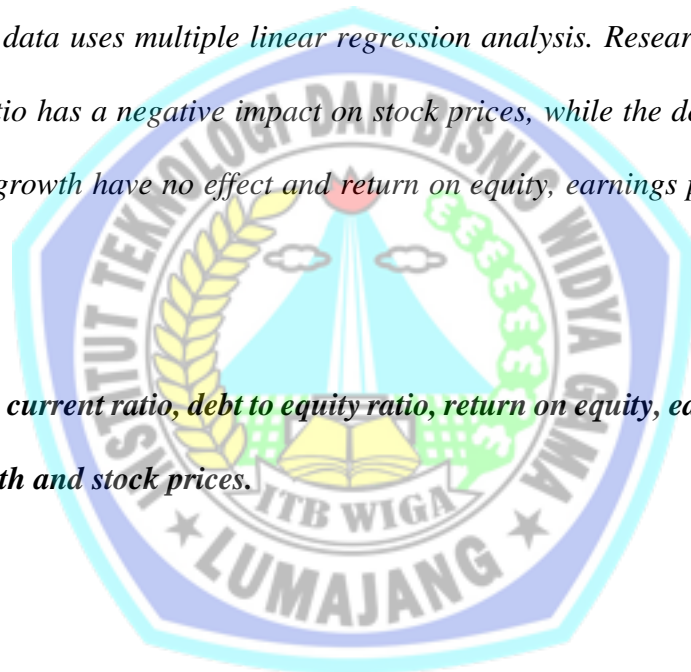 data uses multiple linear regression analysis. Resear
tio has a negative impact on stock prices, while the d
growth have no effect and return on equity, earnings p
current ratio, debt to equity ratio, return on equity, ea
th and stock prices.
INSTITUT TEKNOLOGI DAN BISNIS WIDYA GAMA
ITB WIGA
LUMAJANG